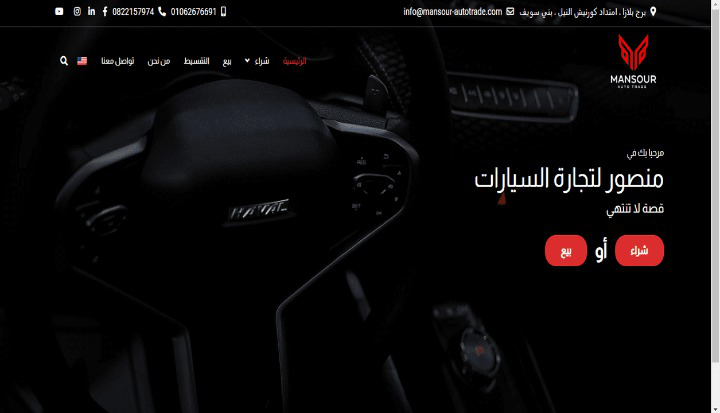 برج بلازا . امتداد كورنيش النيل . بني سويف
info@mansour-autotrade.com
01062676691
0822157974
MANSOUR
AUTO TRADE
الرئيسية
شراء
بيع
التقسيط
من نحن
تواصل معنا
مرحبا بك في
منصور لتجارة السيارات
قصة لا تنتهي
شراء أو بيع
HAVAL